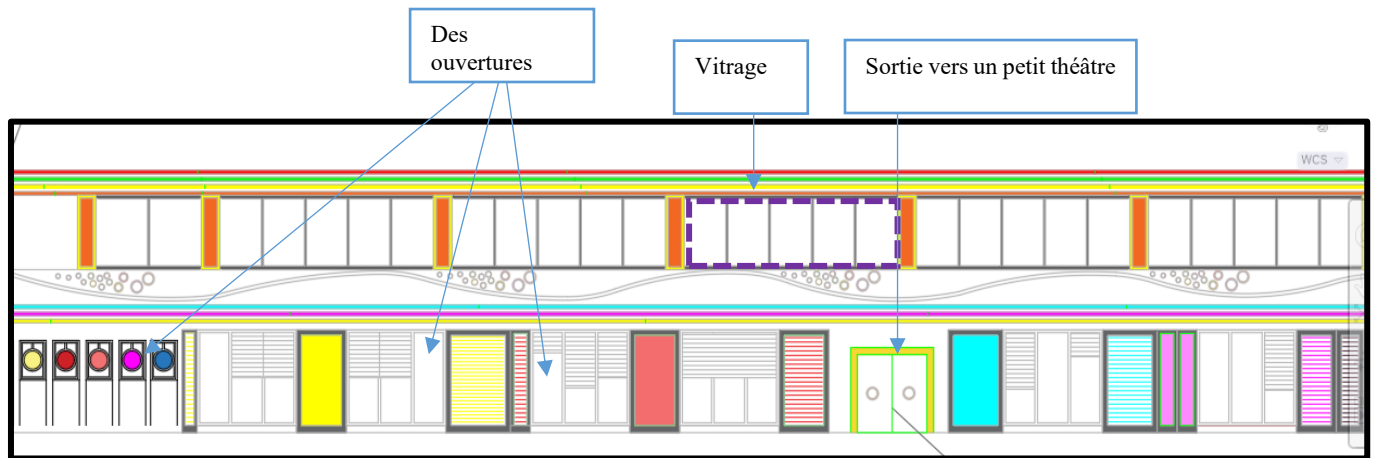 Des
ouvertures
Vitrage
Sortie vers un petit théâtre
WCS